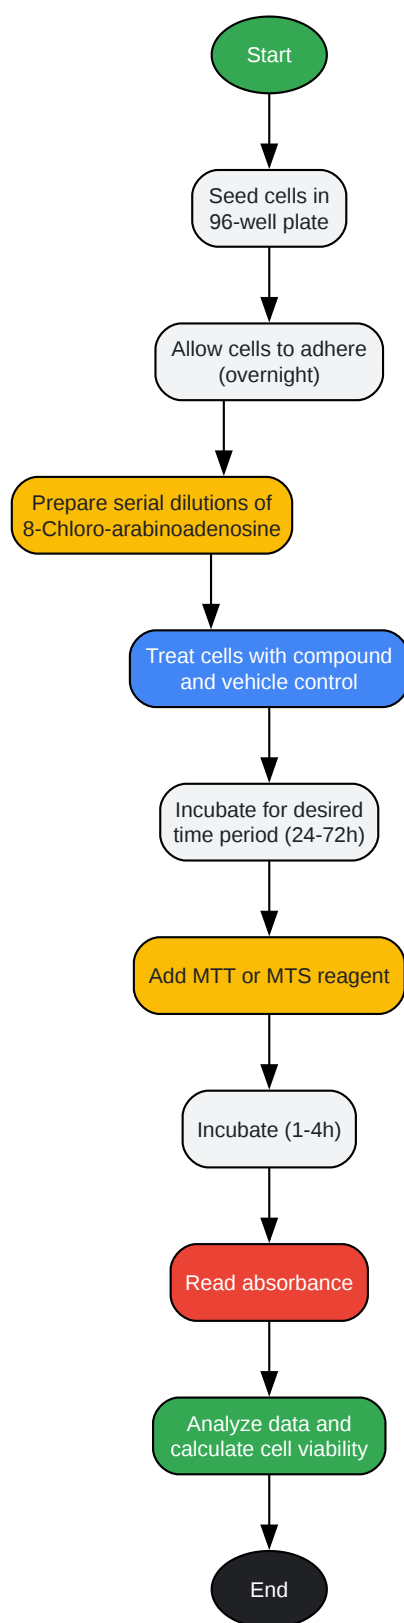 Start
Seed cells in
96-well plate
Allow cells to adhere
(overnight)
Prepare serial dilutions of
8-Chloro-arabinoadenosine
Treat cells with compound
and vehicle control
Incubate for desired
time period (24-72h)
Add MTT or MTS reagent
Incubate (1-4h)
Read absorbance
Analyze data and
calculate cell viability
End